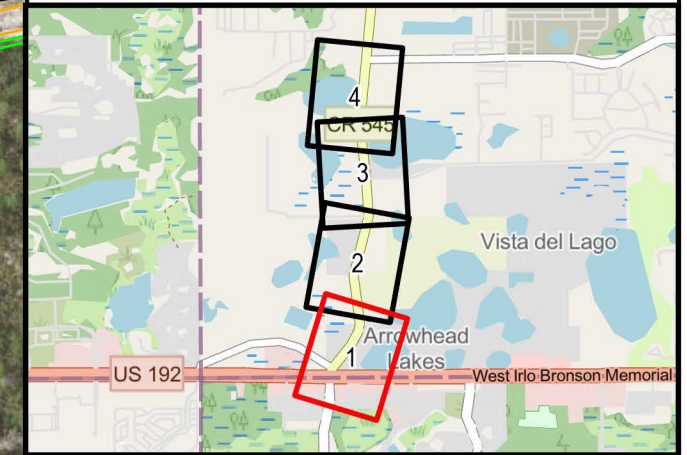 4
CR 545
3
Vista del Lago
2
Arrowhead
Lakes
1
US 192
West Irlo Bronson Memorial